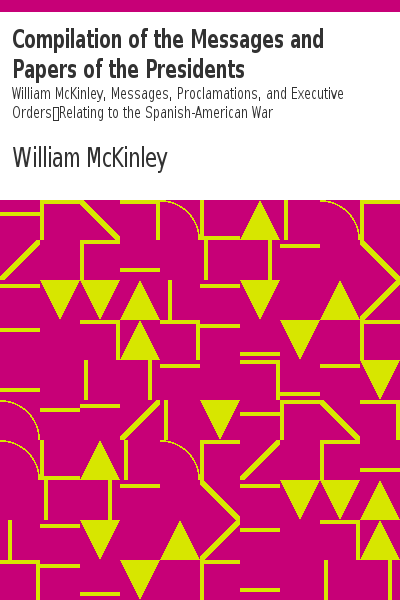 Compilation of the Messages and
Papers of the Presidents
William McKinley, Messages, Proclamations, and Executive
Orders▯Relating to the Spanish-American War
William McKinley